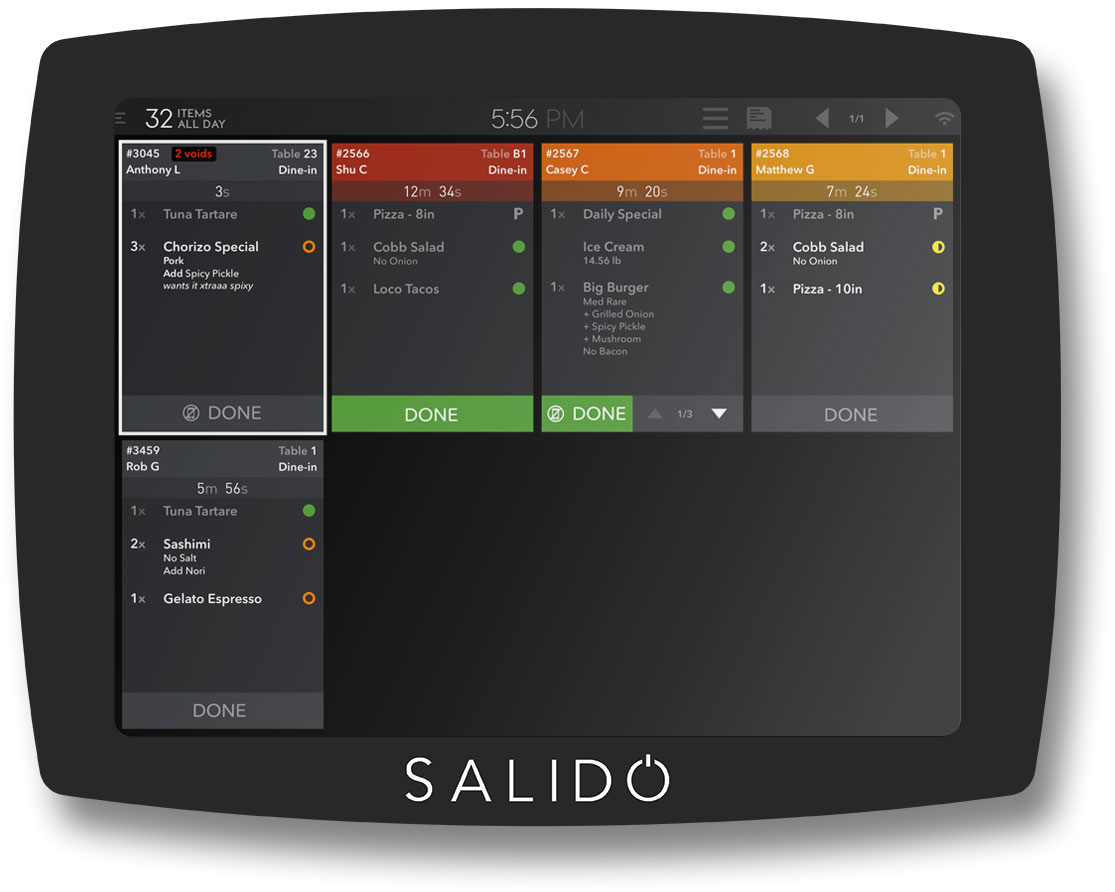 32 ITEMS ALL DAY
5:56 PM
1/1
#3045 2 voids Table 23
Anthony L Dine-in
3s
1x Tuna Tartare
3x Chorizo Special
Pork
Add Spicy Pickle
wants it xtraaa spixy
DONE
#2566 Table B1
Shu C Dine-in
12m 34s
1x Pizza - 8in P
1x Cobb Salad
No Onion
1x Loco Tacos
DONE
#2567 Table 1
Casey C Dine-in
9m 20s
1x Daily Special
Ice Cream
14.56 lb
1x Big Burger
Med Rare
+ Grilled Onion
+ Spicy Pickle
+ Mushroom
No Bacon
DONE 1/3
#2568 Table 1
Matthew G Dine-in
7m 24s
1x Pizza - 8in P
2x Cobb Salad
No Onion
1x Pizza - 10in
DONE
#3459 Table 1
Rob G Dine-in
5m 56s
1x Tuna Tartare
2x Sashimi
No Salt
Add Nori
1x Gelato Espresso
DONE
SALIDO